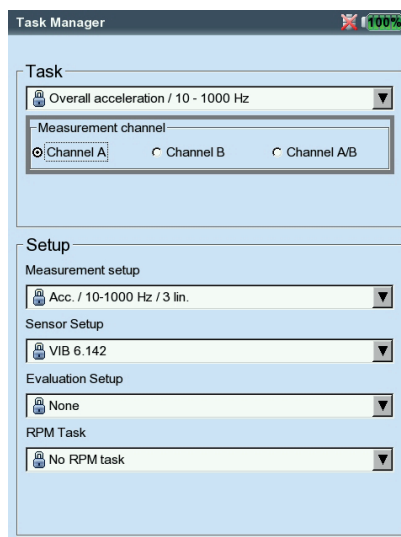 Task Manager 100%
Task
Overall acceleration / 10 - 1000 Hz
Measurement channel
Channel A Channel B Channel A/B
Setup
Measurement setup
Acc. / 10-1000 Hz / 3 lin.
Sensor Setup
VIB 6.142
Evaluation Setup
None
RPM Task
No RPM task